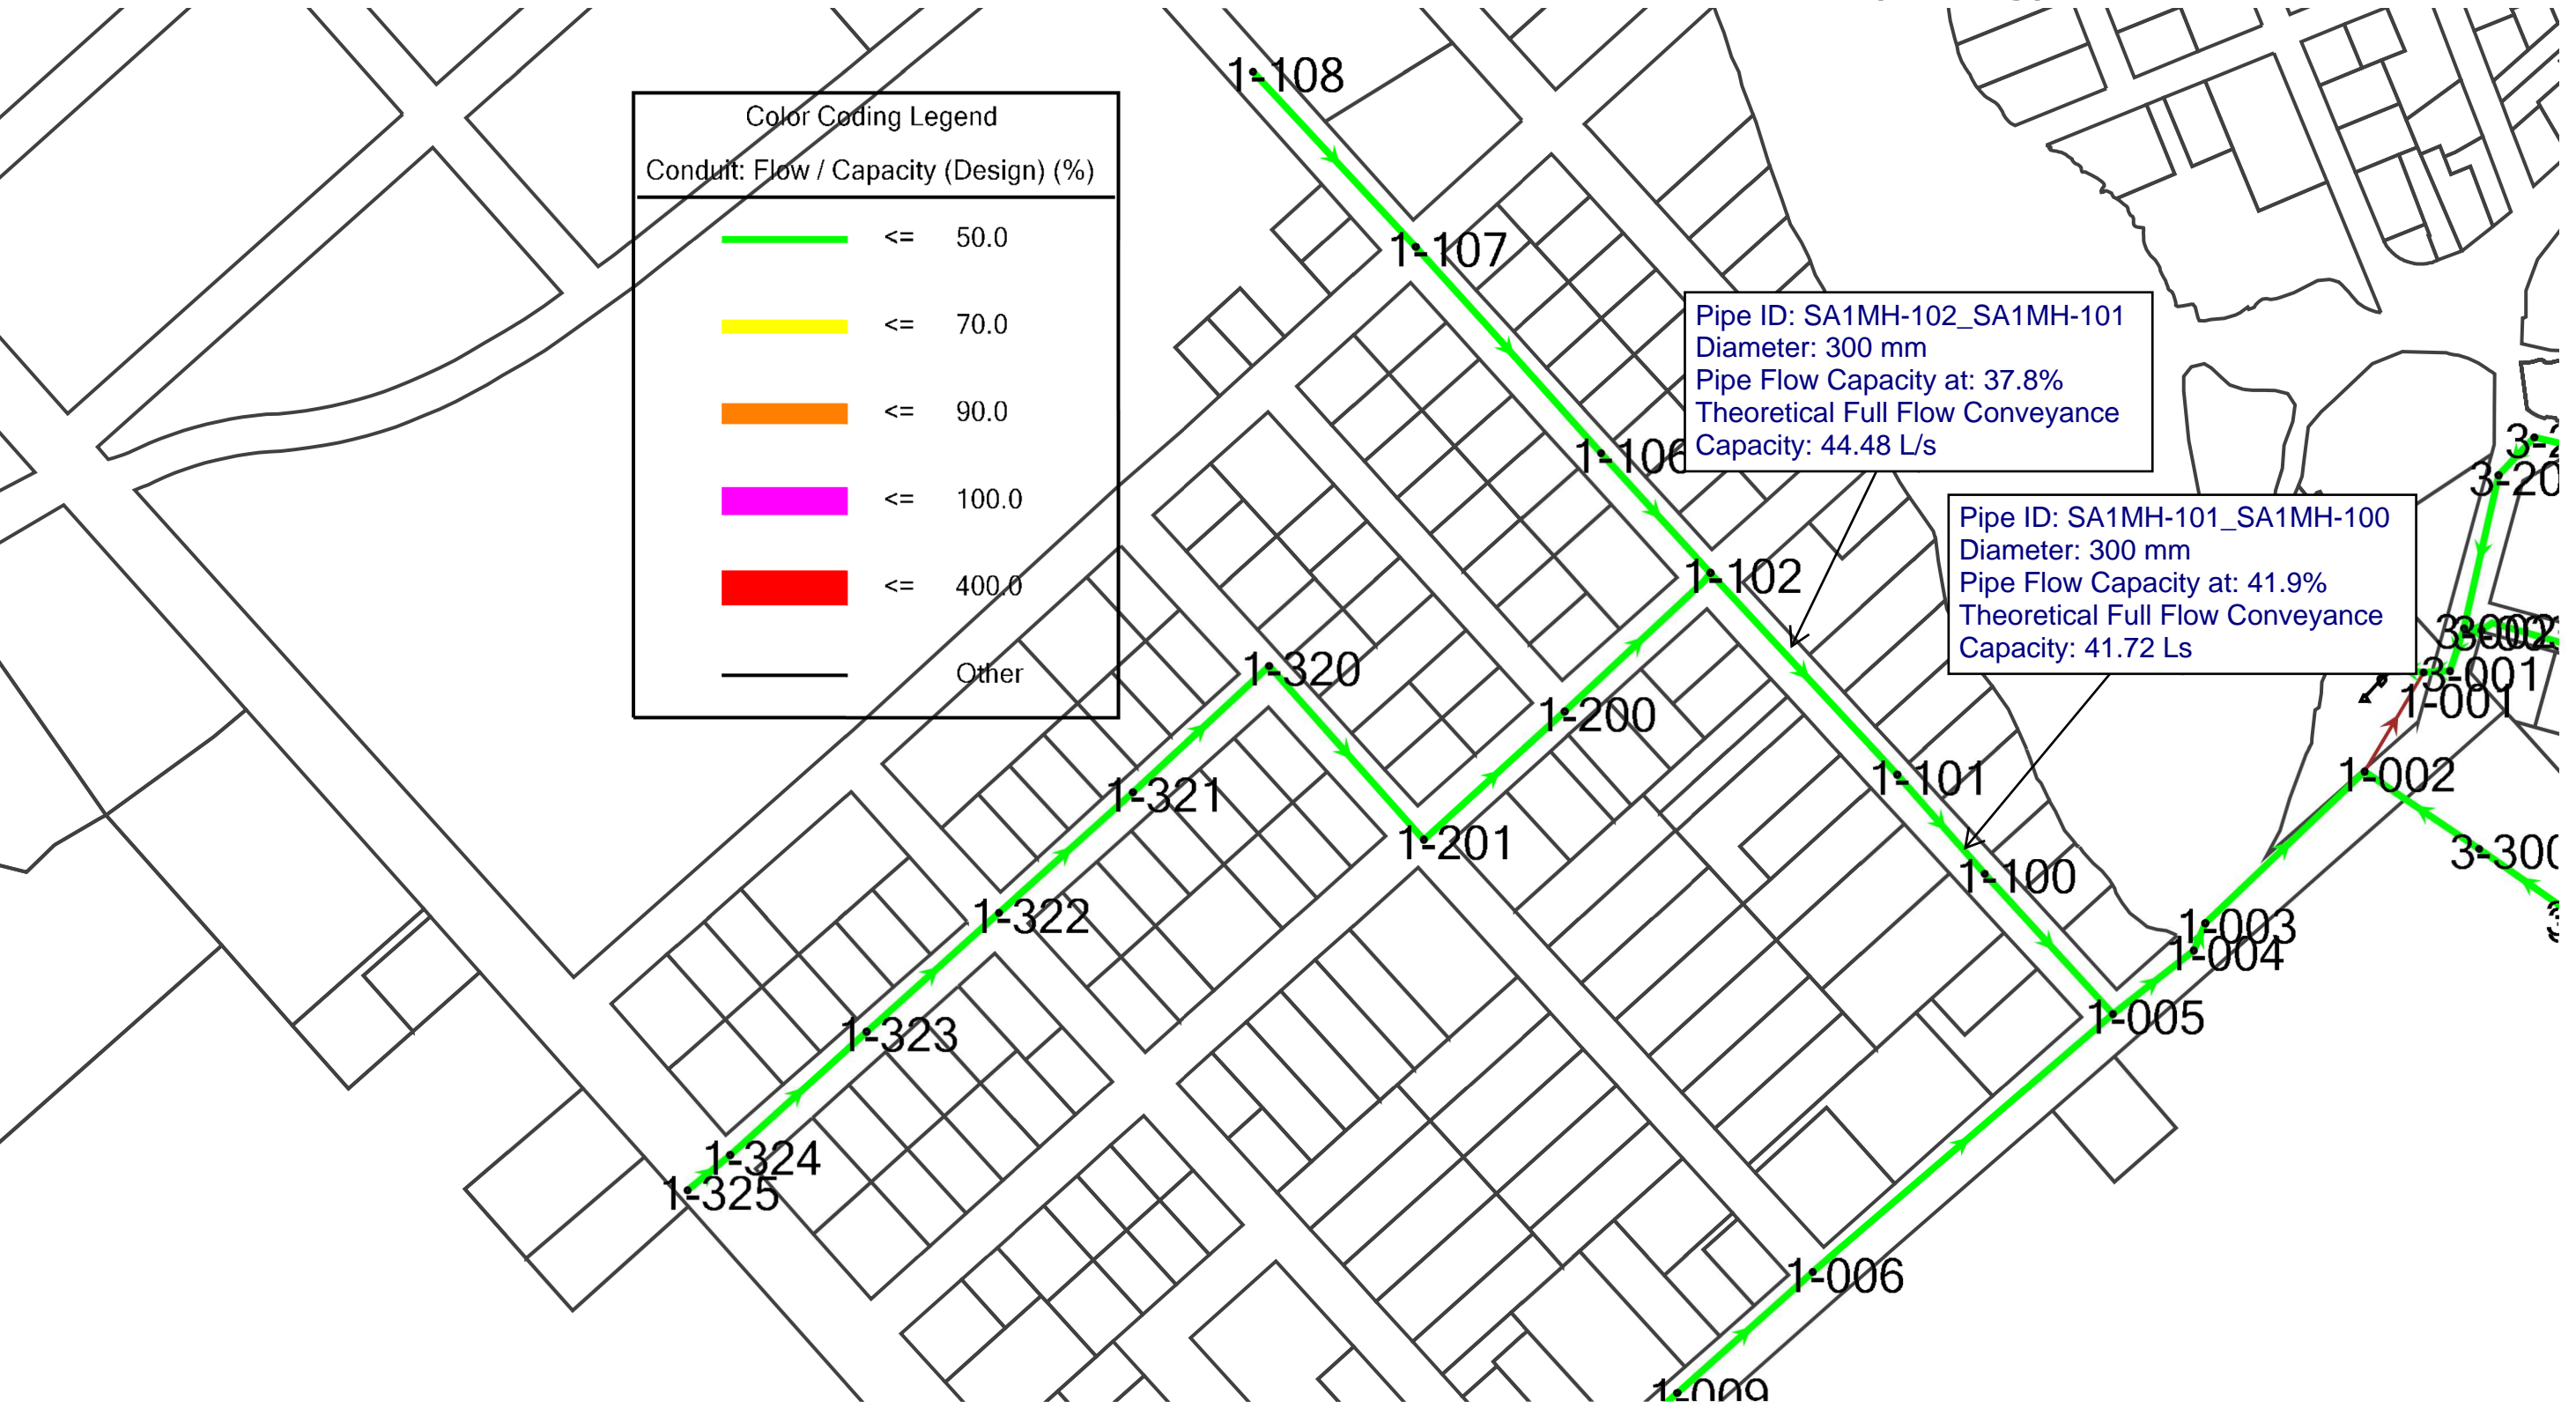 1-108
Color Coding Legend
Conduit: Flow / Capacity (Design) (%)
<= 50.0
<= 70.0
<= 90.0
<= 100.0
<= 400.0
Other
1-107
Pipe ID: SA1MH-102_SA1MH-101
Diameter: 300 mm
Pipe Flow Capacity at: 37.8%
Theoretical Full Flow Conveyance
Capacity: 44.48 L/s
1-106
Pipe ID: SA1MH-101_SA1MH-100
Diameter: 300 mm
Pipe Flow Capacity at: 41.9%
Theoretical Full Flow Conveyance
Capacity: 41.72 Ls
3-20
1-102
3-001
1-001
1-320
1-200
1-101
1-002
1-321
1-201
3-300
1-100
1-322
1-003
1-004
1-005
1-323
1-324
1-325
1-006
1-009